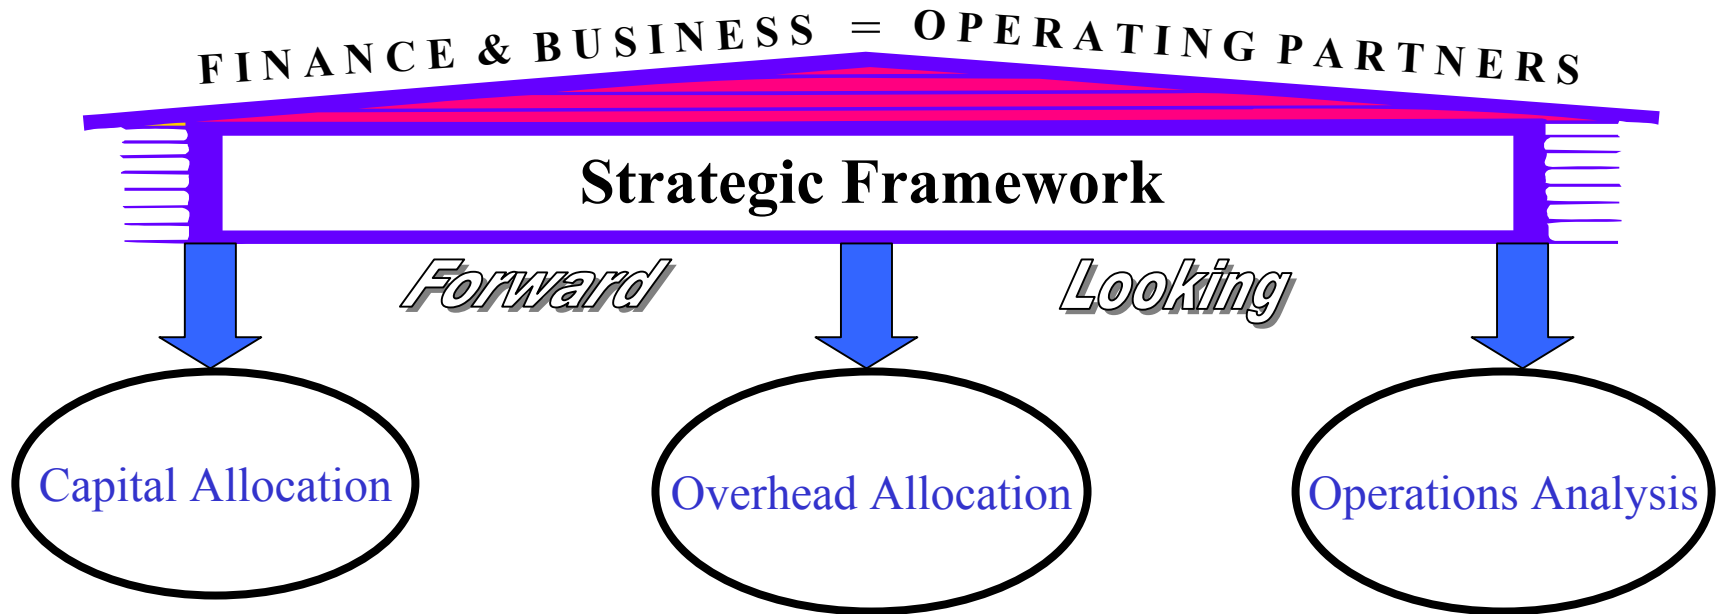 FINANCE & BUSINESS = OPERATING PARTNERS
Strategic Framework
Forward Looking
Capital Allocation
Overhead Allocation
Operations Analysis